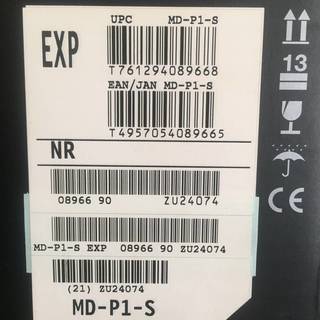 EXP
UPC MD-P1-S
T761294089668
EAN/JAN MD-P1-S
T4957054089665
NR
08966 90 ZU24074
MD-P1-S EXP 08966 90 ZU24074
(21) ZU24074
MD-P1-S
13
CE